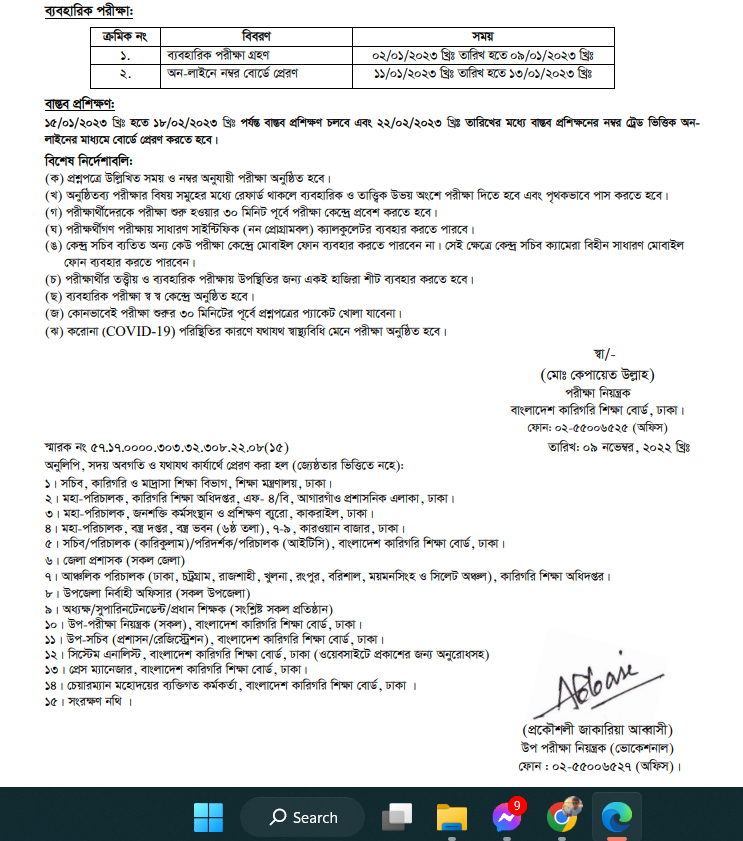 ব্যবহারিক পরীক্ষা:
ক্রমিক নং বিবরণ সময়
১. ব্যবহারিক পরীক্ষা গ্রহণ ০২/০১/২০২৩ খ্রিঃ তারিখ হতে ০৯/০১/২০২৩ খ্রিঃ
২. অন-লাইনে নম্বর বোর্ডে প্রেরণ ১১/০১/২০২৩ খ্রিঃ তারিখ হতে ১৩/০১/২০২৩ খ্রিঃ
বাস্তব প্রশিক্ষণ:
১৫/০১/২০২৩ খ্রিঃ হতে ১৮/০২/২০২৩ খ্রিঃ পর্যন্ত বাস্তব প্রশিক্ষণ চলবে এবং ২২/০২/২০২৩ খ্রিঃ তারিখের মধ্যে বাস্তব প্রশিক্ষনের নম্বর ট্রেড ভিত্তিক অন-
লাইনের মাধ্যমে বোর্ডে প্রেরণ করতে হবে।
বিশেষ নির্দেশাবলি:
(ক) প্রশ্নপত্রে উল্লিখিত সময় ও নম্বর অনুযায়ী পরীক্ষা অনুষ্ঠিত হবে।
(খ) অনুষ্ঠিতব্য পরীক্ষার বিষয় সমুহের মধ্যে রেফার্ড থাকলে ব্যবহারিক ও তাত্ত্বিক উভয় অংশে পরীক্ষা দিতে হবে এবং পৃথকভাবে পাস করতে হবে।
(গ) পরীক্ষার্থীদেরকে পরীক্ষা শুরু হওয়ার ৩০ মিনিট পূর্বে পরীক্ষা কেন্দ্রে প্রবেশ করতে হবে।
(ঘ) পরীক্ষর্থীগণ পরীক্ষায় সাধারণ সাইন্টিফিক (নন প্রোগ্রামবল) ক্যালকুলেটর ব্যবহার করতে পারবে।
(ঙ) কেন্দ্র সচিব ব্যতিত অন্য কেউ পরীক্ষা কেন্দ্রে মোবাইল ফোন ব্যবহার করতে পারবেন না। সেই ক্ষেত্রে কেন্দ্র সচিব ক্যামেরা বিহীন সাধারণ মোবাইল
ফোন ব্যবহার করতে পারবেন।
(চ) পরীক্ষার্থীর তত্ত্বীয় ও ব্যবহারিক পরীক্ষায় উপস্থিতির জন্য একই হাজিরা শীট ব্যবহার করতে হবে।
(ছ) ব্যবহারিক পরীক্ষা স্ব স্ব কেন্দ্রে অনুষ্ঠিত হবে।
(জ) কোনভাবেই পরীক্ষা শুরুর ৩০ মিনিটের পূর্বে প্রশ্নপত্রের প্যাকেট খোলা যাবেনা।
(ঝ) করোনা (COVID-19) পরিস্থিতির কারণে যথাযথ স্বাস্থ্যবিধি মেনে পরীক্ষা অনুষ্ঠিত হবে।
স্বা/-
(মোঃ কেপায়েত উল্লাহ)
পরীক্ষা নিয়ন্ত্রক
বাংলাদেশ কারিগরি শিক্ষা বোর্ড, ঢাকা।
ফোন: ০২-৫৫০০৬৫২৫ (অফিস)
স্মারক নং ৫৭.১৭.০০০০.৩০৩.৩২.৩০৮.২২.০৮(১৫) তারিখ: ০৯ নভেম্বর, ২০২২ খ্রিঃ
অনুলিপি, সদয় অবগতি ও যথাযথ কার্যার্থে প্রেরণ করা হল (জ্যেষ্ঠতার ভিত্তিতে নহে):
১। সচিব, কারিগরি ও মাদ্রাসা শিক্ষা বিভাগ, শিক্ষা মন্ত্রণালয়, ঢাকা।
২। মহা-পরিচালক, কারিগরি শিক্ষা অধিদপ্তর, এফ- ৪/বি, আগারগাঁও প্রশাসনিক এলাকা, ঢাকা।
৩। মহা-পরিচালক, জনশক্তি কর্মসংস্থান ও প্রশিক্ষণ ব্যুরো, কাকরাইল, ঢাকা।
৪। মহা-পরিচালক, বস্ত্র দপ্তর, বস্ত্র ভবন (৬ষ্ঠ তলা), ৭-৯, কারওয়ান বাজার, ঢাকা।
৫। সচিব/পরিচালক (কারিকুলাম)/পরিদর্শক/পরিচালক (আইটিসি), বাংলাদেশ কারিগরি শিক্ষা বোর্ড, ঢাকা।
৬। জেলা প্রশাসক (সকল জেলা)
৭। আঞ্চলিক পরিচালক (ঢাকা, চট্রগ্রাম, রাজশাহী, খুলনা, রংপুর, বরিশাল, ময়মনসিংহ ও সিলেট অঞ্চল), কারিগরি শিক্ষা অধিদপ্তর।
৮। উপজেলা নির্বাহী অফিসার (সকল উপজেলা)
৯। অধ্যক্ষ/সুপারিনটেনডেন্ট/প্রধান শিক্ষক (সংশ্লিষ্ট সকল প্রতিষ্ঠান)
১০। উপ-পরীক্ষা নিয়ন্ত্রক (সকল), বাংলাদেশ কারিগরি শিক্ষা বোর্ড, ঢাকা।
১১। উপ-সচিব (প্রশাসন/রেজিস্ট্রেশন), বাংলাদেশ কারিগরি শিক্ষা বোর্ড, ঢাকা।
১২। সিস্টেম এনালিস্ট, বাংলাদেশ কারিগরি শিক্ষা বোর্ড, ঢাকা (ওয়েবসাইটে প্রকাশের জন্য অনুরোধসহ)
১৩। প্রেস ম্যানেজার, বাংলাদেশ কারিগরি শিক্ষা বোর্ড, ঢাকা।
১৪। চেয়ারম্যান মহোদয়ের ব্যক্তিগত কর্মকর্তা, বাংলাদেশ কারিগরি শিক্ষা বোর্ড, ঢাকা ।
১৫। সংরক্ষণ নথি ।
Abbasi
(প্রকৌশলী জাকারিয়া আব্বাসী)
উপ পরীক্ষা নিয়ন্ত্রক (ভোকেশনাল)
ফোন : ০২-৫৫০০৬৫২৭ (অফিস)।
Search
9